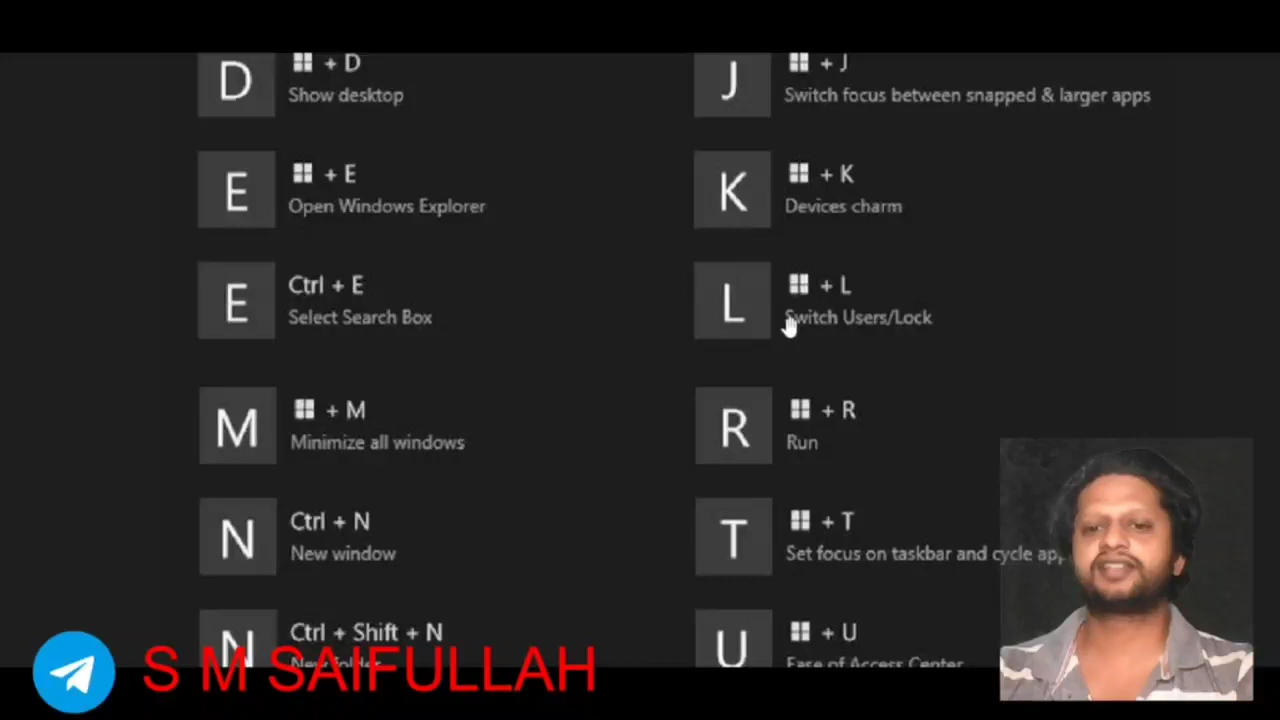 D
+ D
Show desktop
J
+ J
Switch focus between snapped & larger apps
E
+ E
Open Windows Explorer
K
+ K
Devices charm
E
Ctrl + E
Select Search Box
L
+ L
Switch Users/Lock
M
+ M
Minimize all windows
R
+ R
Run
N
Ctrl + N
New window
T
+ T
Set focus on taskbar and cycle
N
Ctrl + Shift + N
New folder
U
+ U
Ease of Access Center
S M SAIFULLAH